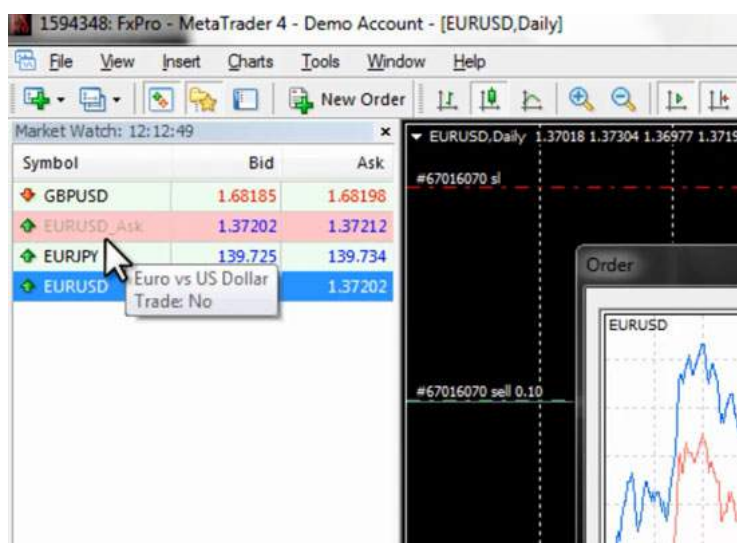 1594348: FxPro - MetaTrader 4 - Demo Account - [EURUSD,Daily]
File View Insert Charts Tools Window Help
New Order
Market Watch: 12:12:49
Symbol Bid Ask
GBPUSD 1.68185 1.68198
EURUSD_Ask 1.37202 1.37212
EURJPY 139.725 139.734
EURUSD 1.37202
Euro vs US Dollar
Trade: No
EURUSD,Daily 1.37018 1.37304 1.36977 1.3719
#67016070 sl
Order
EURUSD
#67016070 sell 0.10